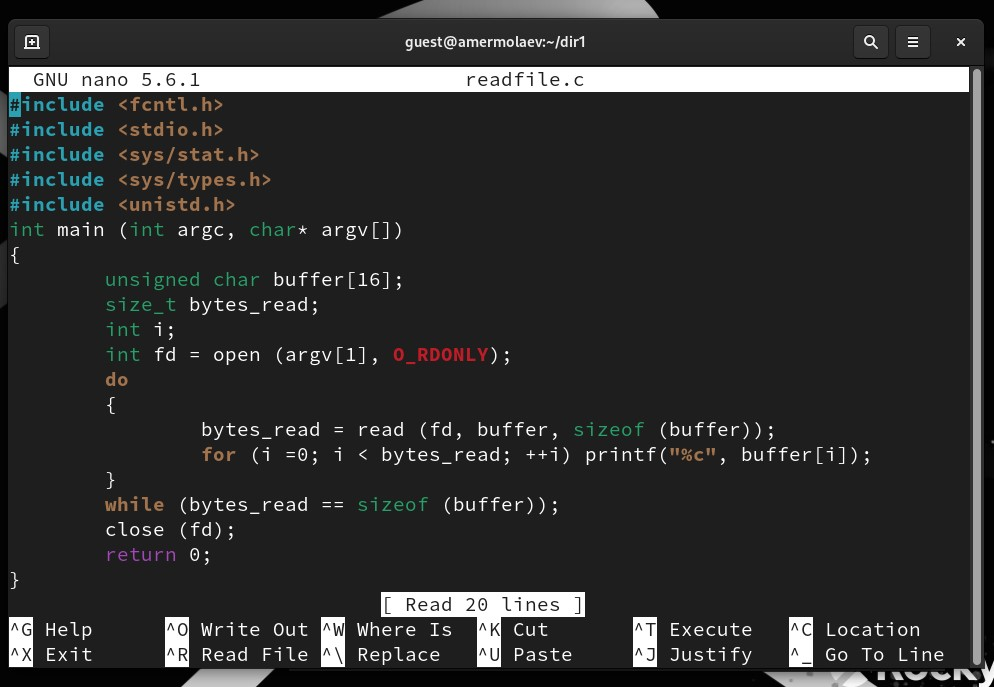 guest@amermolaev:~/dir1
GNU nano 5.6.1 readfile.c
#include <fcntl.h>
#include <stdio.h>
#include <sys/stat.h>
#include <sys/types.h>
#include <unistd.h>
int main (int argc, char* argv[])
{
        unsigned char buffer[16];
        size_t bytes_read;
        int i;
        int fd = open (argv[1], O_RDONLY);
        do
        {
                bytes_read = read (fd, buffer, sizeof (buffer));
                for (i =0; i < bytes_read; ++i) printf("%c", buffer[i]);
        }
        while (bytes_read == sizeof (buffer));
        close (fd);
        return 0;
}
[ Read 20 lines ]
^G Help ^O Write Out ^W Where Is ^K Cut ^T Execute ^C Location
^X Exit ^R Read File ^\ Replace ^U Paste ^J Justify ^_ Go To Line